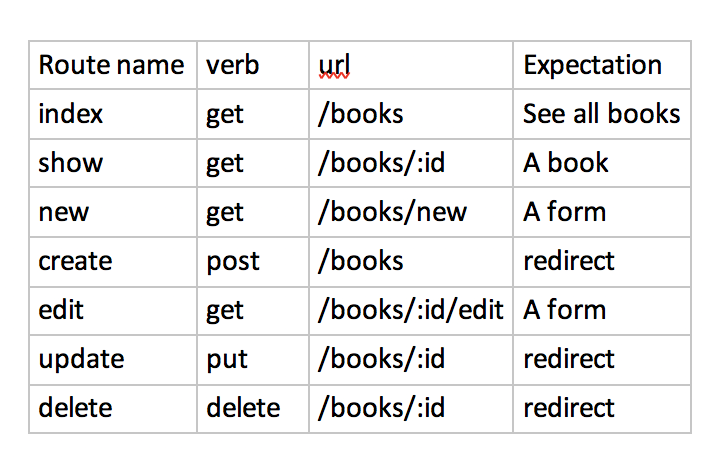 Route name verb url Expectation
index get /books See all books
show get /books/:id A book
new get /books/new A form
create post /books redirect
edit get /books/:id/edit A form
update put /books/:id redirect
delete delete /books/:id redirect